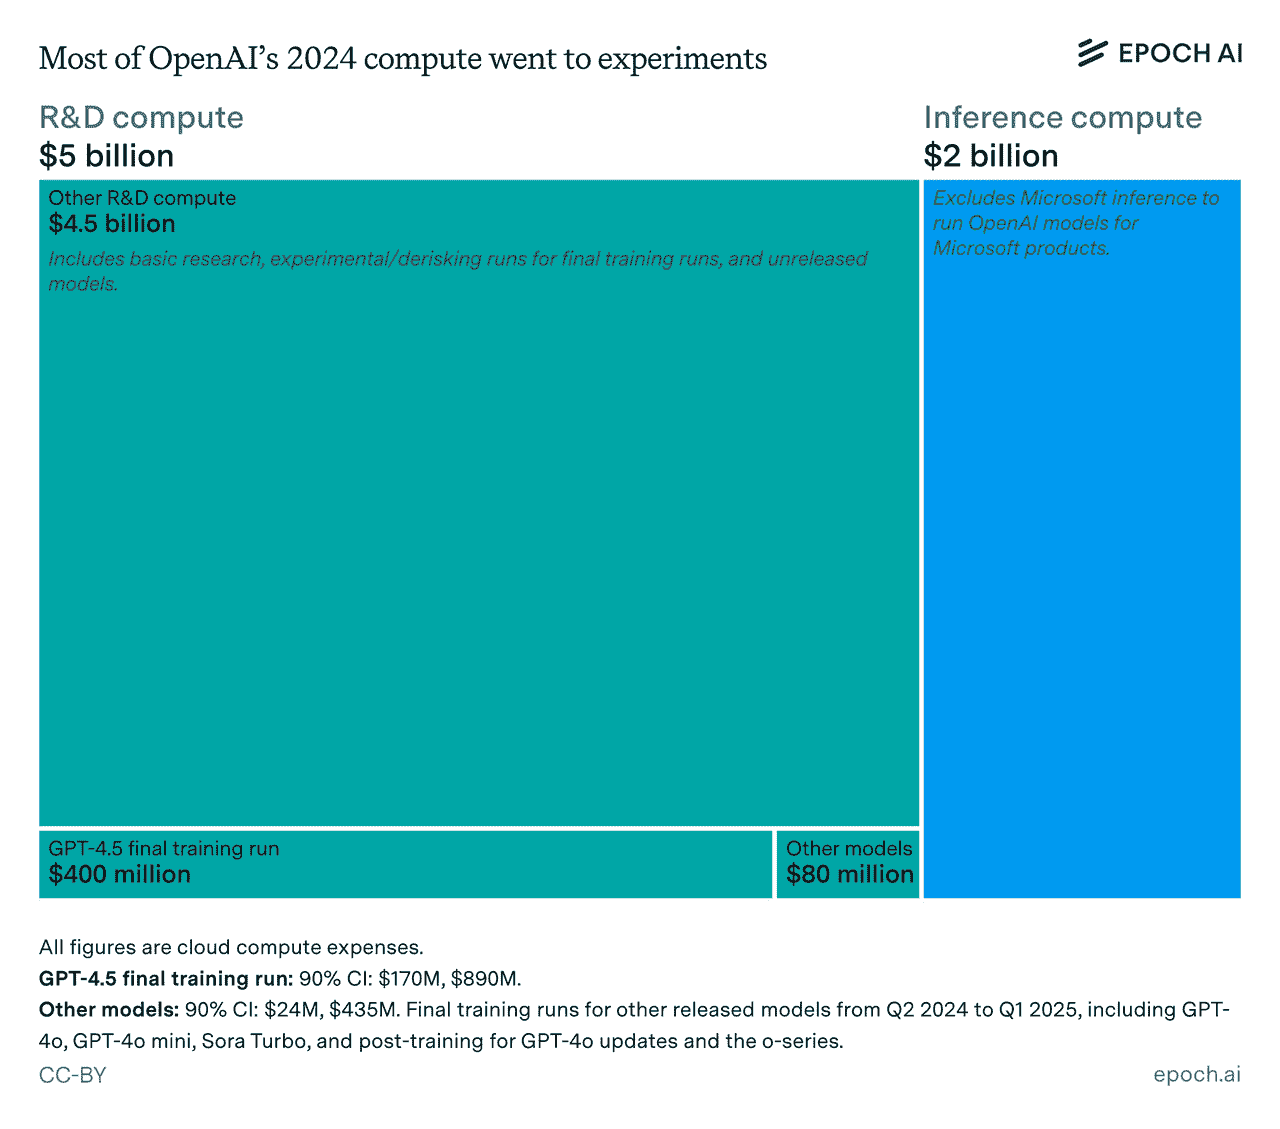 Most of OpenAI’s 2024 compute went to experiments
EPOCH AI
R&D compute
$5 billion
Inference compute
$2 billion
Other R&D compute
$4.5 billion
Includes basic research, experimental/derisking runs for final training runs, and unreleased
models.
Excludes Microsoft inference to
run OpenAI models for
Microsoft products.
GPT-4.5 final training run
$400 million
Other models
$80 million
All figures are cloud compute expenses.
GPT-4.5 final training run: 90% CI: $170M, $890M.
Other models: 90% CI: $24M, $435M. Final training runs for other released models from Q2 2024 to Q1 2025, including GPT-
4o, GPT-4o mini, Sora Turbo, and post-training for GPT-4o updates and the o-series.
CC-BY
epoch.ai